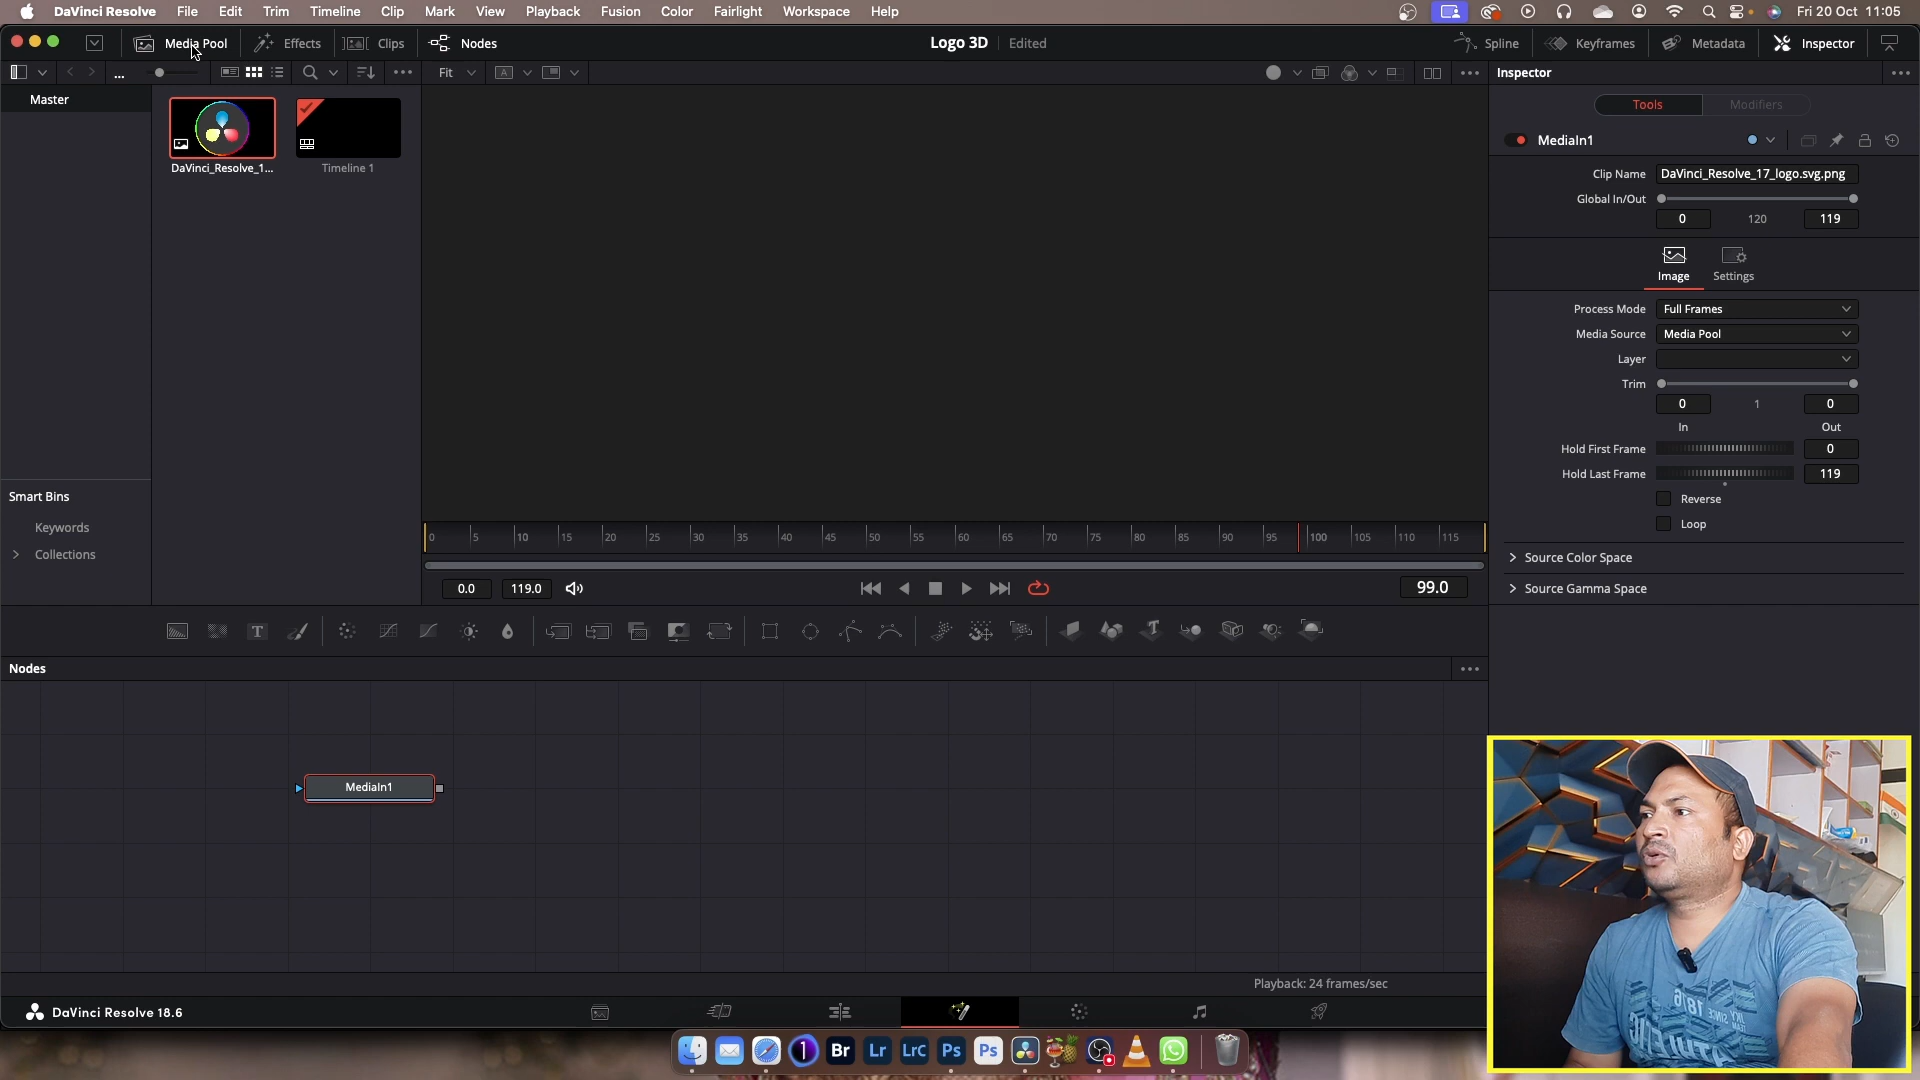 DaVinci Resolve File Edit Trim Timeline Clip Mark View Playback Fusion Color Fairlight Workspace Help Fri 20 Oct 11:05
Media Pool Effects Clips Nodes Logo 3D Edited Spline Keyframes Metadata Inspector
... Fit A Inspector
Master
Tools Modifiers
MediaIn1
DaVinci_Resolve_1... Timeline 1
Clip Name DaVinci_Resolve_17_logo.svg.png
Global In/Out
0 120 119
Image Settings
Process Mode Full Frames
Media Source Media Pool
Layer
Trim
0 1 0
In Out
Hold First Frame 0
Hold Last Frame 119
Reverse
Loop
Source Color Space
Source Gamma Space
Smart Bins
Keywords
Collections
0 5 10 15 20 25 30 35 40 45 50 55 60 65 70 75 80 85 90 95 100 105 110 115
0.0 119.0 99.0
T T
Nodes
MediaIn1
Playback: 24 frames/sec
DaVinci Resolve 18.6
1 Br Lr LrC Ps Ps